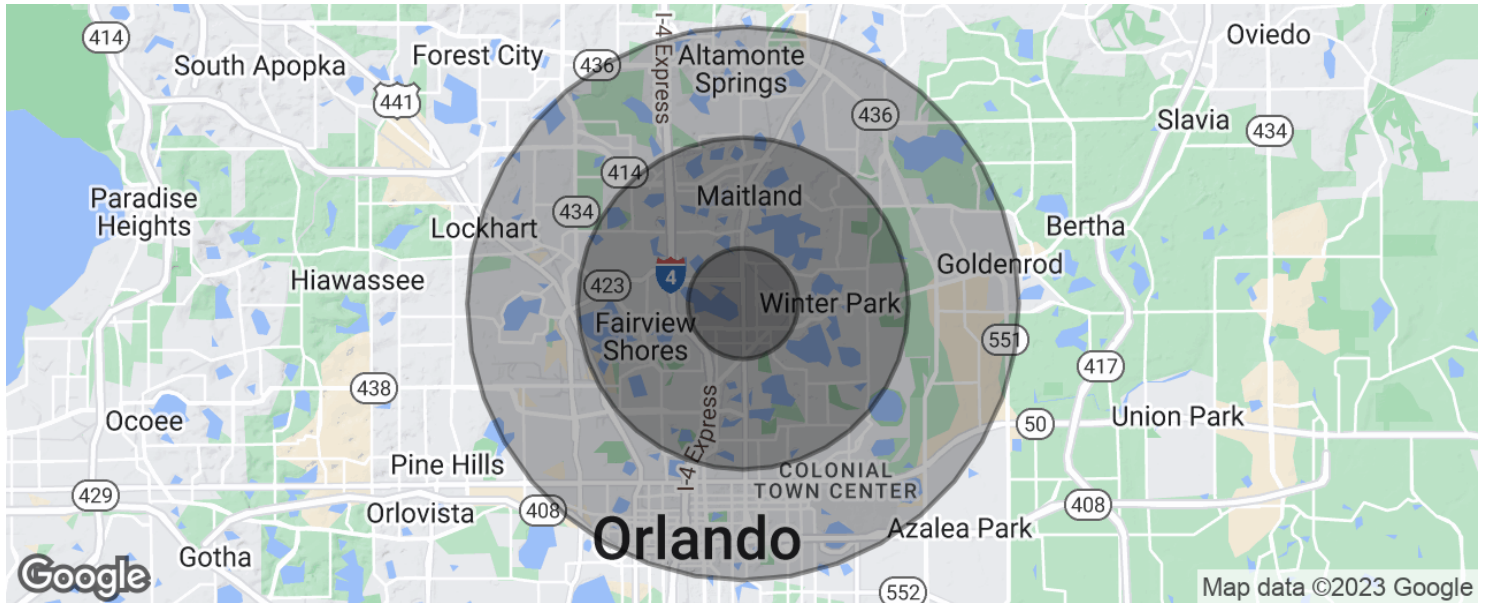 414
South Apopka
Forest City
441
436
I-4 Express
Altamonte
Springs
436
Oviedo
Slavia
434
Paradise
Heights
414
434
Maitland
Lockhart
Bertha
Hiawassee
423
4
Goldenrod
Winter Park
Fairview
Shores
551
417
438
Ocoee
I-4 Express
50
Union Park
Pine Hills
COLONIAL
TOWN CENTER
429
Orlovista
408
408
Orlando
Azalea Park
Gotha
552
Google
Map data ©2023 Google